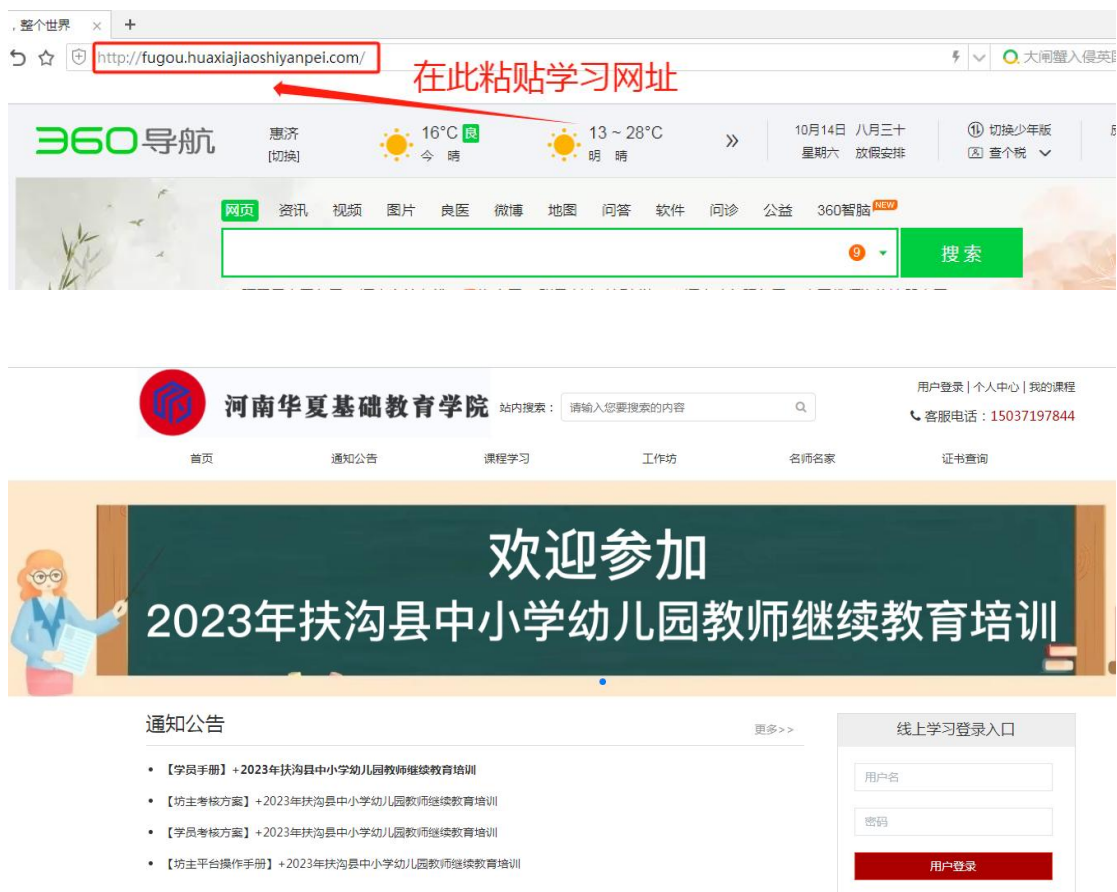 ，整个世界
http://fugou.huaxiajiaoshiyanpei.com/
大闸蟹入侵英国
在此粘贴学习网址
360导航
惠济
[切换]
16°C 良
今 晴
13 ~ 28°C
明 晴
10月14日 八月三十
星期六 放假安排
切换少年版
查个税
网页 资讯 视频 图片 良医 微博 地图 问答 软件 问诊 公益 360智脑 NEW
9
搜索
河南华夏基础教育学院
站内搜索：
请输入您要搜索的内容
用户登录 | 个人中心 | 我的课程
客服电话：15037197844
首页 通知公告 课程学习 工作坊 名师名家 证书查询
欢迎参加
2023年扶沟县中小学幼儿园教师继续教育培训
通知公告
更多>>
• 【学员手册】+2023年扶沟县中小学幼儿园教师继续教育培训
• 【坊主考核方案】+2023年扶沟县中小学幼儿园教师继续教育培训
• 【学员考核方案】+2023年扶沟县中小学幼儿园教师继续教育培训
• 【坊主平台操作手册】+2023年扶沟县中小学幼儿园教师继续教育培训
线上学习登录入口
用户名
密码
用户登录